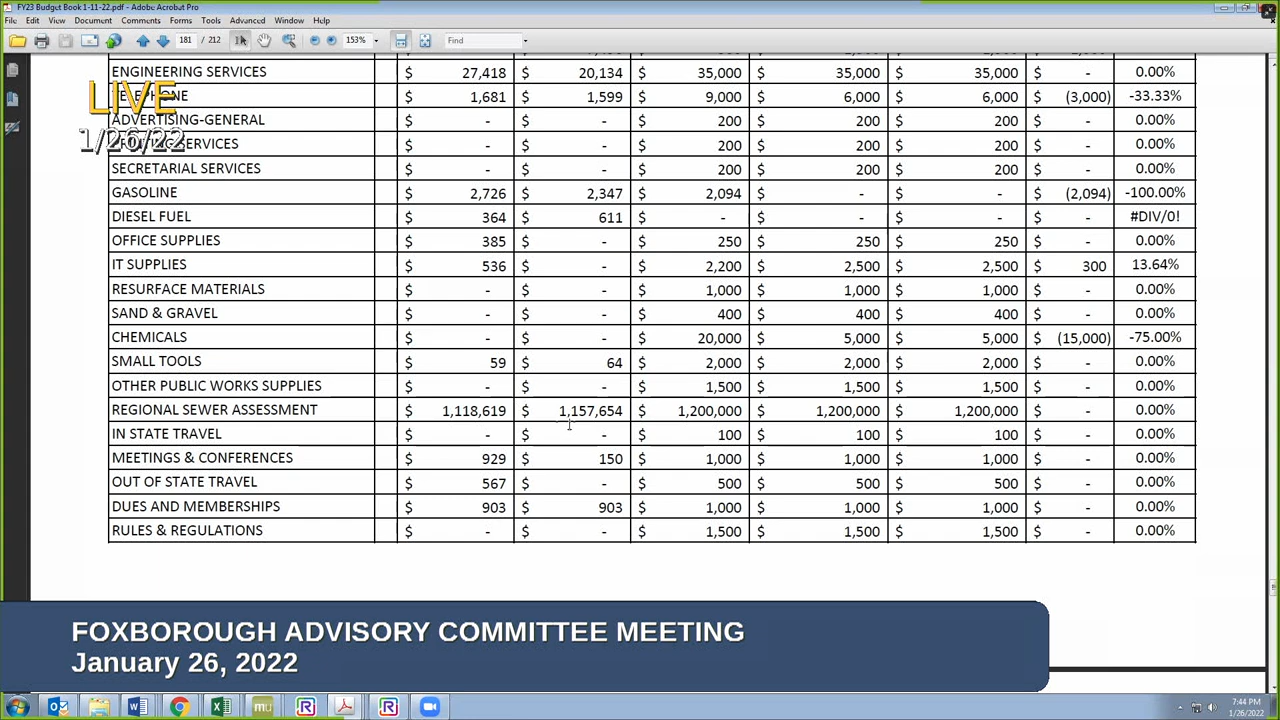 FY23 Budget Book 1-11-22.pdf - Adobe Acrobat Pro
File Edit View Document Comments Forms Tools Advanced Window Help
181 / 212 153% Find
ENGINEERING SERVICES $ 27,418 $ 20,134 $ 35,000 $ 35,000 $ 35,000 $ - 0.00%
LIVE
$ 1,681 $ 1,599 $ 9,000 $ 6,000 $ 6,000 $ (3,000) -33.33%
ADVERTISING-GENERAL $ - $ - $ 200 $ 200 $ 200 $ - 0.00%
1/26/22
SERVICES $ - $ - $ 200 $ 200 $ 200 $ - 0.00%
SECRETARIAL SERVICES $ - $ - $ 200 $ 200 $ 200 $ - 0.00%
GASOLINE $ 2,726 $ 2,347 $ 2,094 $ - $ - $ (2,094) -100.00%
DIESEL FUEL $ 364 $ 611 $ - $ - $ - $ - #DIV/0!
OFFICE SUPPLIES $ 385 $ - $ 250 $ 250 $ 250 $ - 0.00%
IT SUPPLIES $ 536 $ - $ 2,200 $ 2,500 $ 2,500 $ 300 13.64%
RESURFACE MATERIALS $ - $ - $ 1,000 $ 1,000 $ 1,000 $ - 0.00%
SAND & GRAVEL $ - $ - $ 400 $ 400 $ 400 $ - 0.00%
CHEMICALS $ - $ - $ 20,000 $ 5,000 $ 5,000 $ (15,000) -75.00%
SMALL TOOLS $ 59 $ 64 $ 2,000 $ 2,000 $ 2,000 $ - 0.00%
OTHER PUBLIC WORKS SUPPLIES $ - $ - $ 1,500 $ 1,500 $ 1,500 $ - 0.00%
REGIONAL SEWER ASSESSMENT $ 1,118,619 $ 1,157,654 $ 1,200,000 $ 1,200,000 $ 1,200,000 $ - 0.00%
IN STATE TRAVEL $ - $ - $ 100 $ 100 $ 100 $ - 0.00%
MEETINGS & CONFERENCES $ 929 $ 150 $ 1,000 $ 1,000 $ 1,000 $ - 0.00%
OUT OF STATE TRAVEL $ 567 $ - $ 500 $ 500 $ 500 $ - 0.00%
DUES AND MEMBERSHIPS $ 903 $ 903 $ 1,000 $ 1,000 $ 1,000 $ - 0.00%
RULES & REGULATIONS $ - $ - $ 1,500 $ 1,500 $ 1,500 $ - 0.00%
FOXBOROUGH ADVISORY COMMITTEE MEETING
January 26, 2022
7:44 PM
1/26/2022